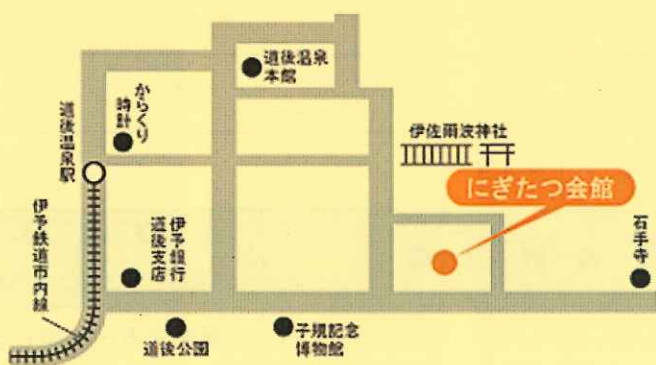 道後温泉
本館
からくり
時計
道後温泉駅
伊佐爾波神社
にぎたつ会館
伊予鉄道市内線
伊予銀行
道後支店
石手寺
道後公園
子規記念
博物館